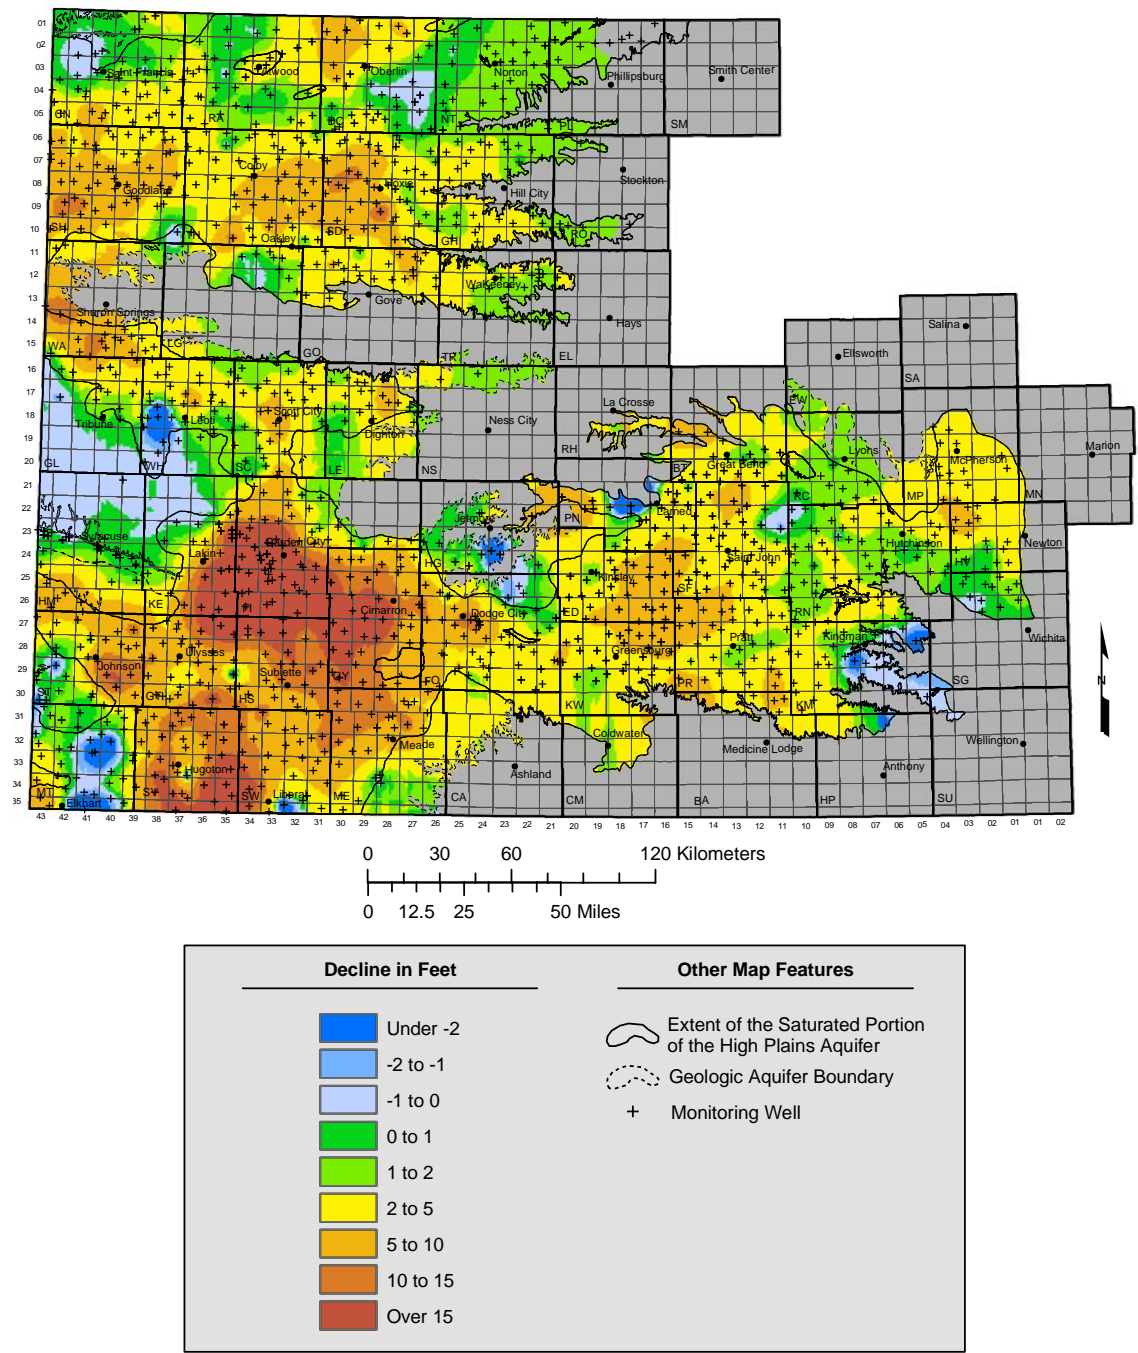 01
02
03
04
05
06
07
08
09
10
11
12
13
14
15
16
17
18
19
20
21
22
23
24
25
26
27
28
29
30
31
32
33
34
35
Saint Francis
Atwood
Oberlin
Norton
Phillipsburg
Smith Center
CN
RA
DC
NT
PL
SM
Goodland
Colby
Hoxie
Hill City
Stockton
SH
TH
SD
GH
RO
Oakley
Sharon Springs
Gove
WaKeeney
Hays
WA
LG
GO
TR
EL
Salina
Ellsworth
SA
EW
Tribune
Leoti
Scott City
Dighton
Ness City
La Crosse
Great Bend
Lyons
McPherson
Marion
GL
WH
SC
LE
NS
RH
BT
RC
MP
MN
Syracuse
Lakin
Garden City
Jetmore
PN
Larned
Kinsley
Saint John
Hutchinson
Newton
HM
KE
FI
HG
ED
SF
RN
HV
Cimarron
Dodge City
Greensburg
Pratt
Kingman
Wichita
Johnson
Ulysses
Sublette
ST
GT
HS
GY
FO
KW
PR
KM
SG
Hugoton
Elkhart
Liberal
Meade
Ashland
Coldwater
Medicine Lodge
Anthony
Wellington
MT
SV
SW
ME
CA
CM
BA
HP
SU
N
43 42 41 40 39 38 37 36 35 34 33 32 31 30 29 28 27 26 25 24 23 22 21 20 19 18 17 16 15 14 13 12 11 10 09 08 07 06 05 04 03 02 01 01 02
0 30 60 120 Kilometers
0 12.5 25 50 Miles
Decline in Feet
Under -2
-2 to -1
-1 to 0
0 to 1
1 to 2
2 to 5
5 to 10
10 to 15
Over 15
Other Map Features
Extent of the Saturated Portion
of the High Plains Aquifer
Geologic Aquifer Boundary
Monitoring Well